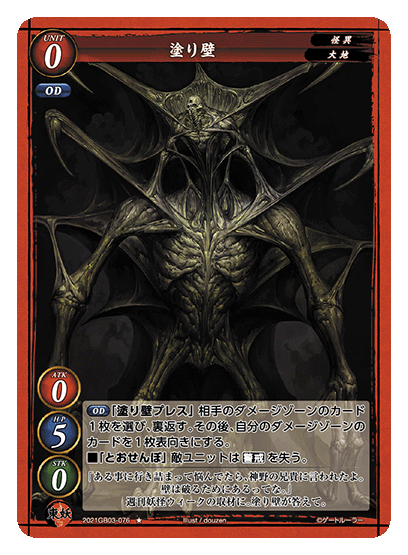 UNIT
0
OD
塗り壁
怪異
大地
ATK
0
H.P
5
STK
0
OD「塗り壁プレス」相手のダメージゾーンのカード
1枚を選び、裏返す。その後、自分のダメージゾーンの
カードを1枚表向きにする。
■「とおせんぼ」敵ユニットは警戒を失う。
「ある事に行き詰まって悩んでたら、神野の兄貴に言われたよ。
壁は破るためにあるってな。」
週刊妖怪ウィークの取材に、塗り壁が答えて。
東妖
2021GB03-076 ★
Illust / douzen
©ゲートルーラー